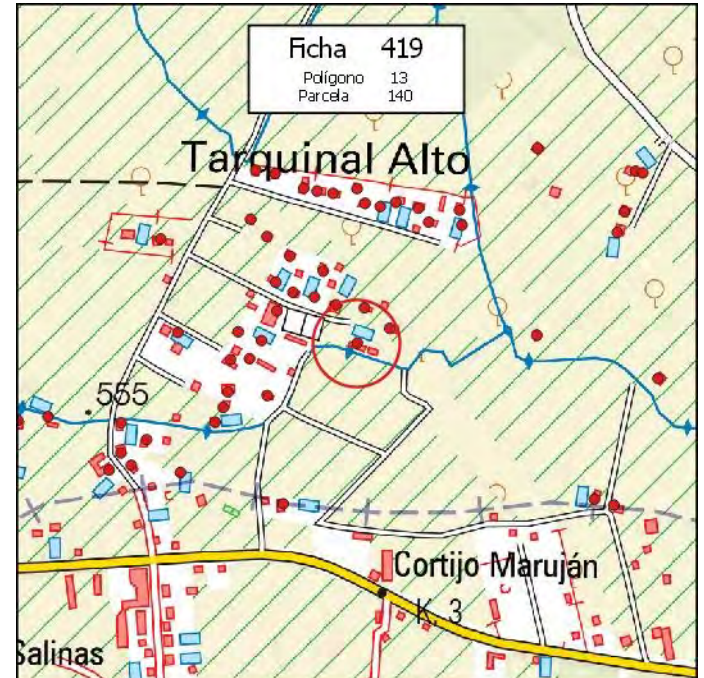 Ficha 419
Polígono 13
Parcela 140
Tarquinal Alto
555
Cortijo Maruján
K. 3
Salinas